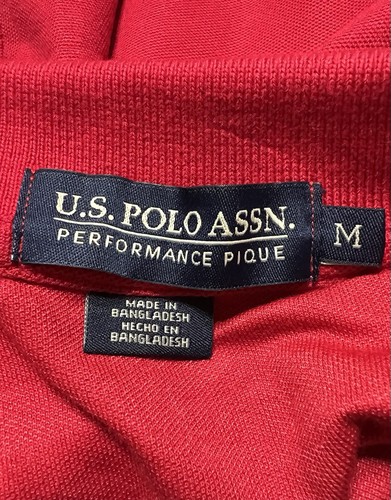 U.S. POLO ASSN.
PERFORMANCE PIQUE
M
MADE IN
BANGLADESH
HECHO EN
BANGLADESH